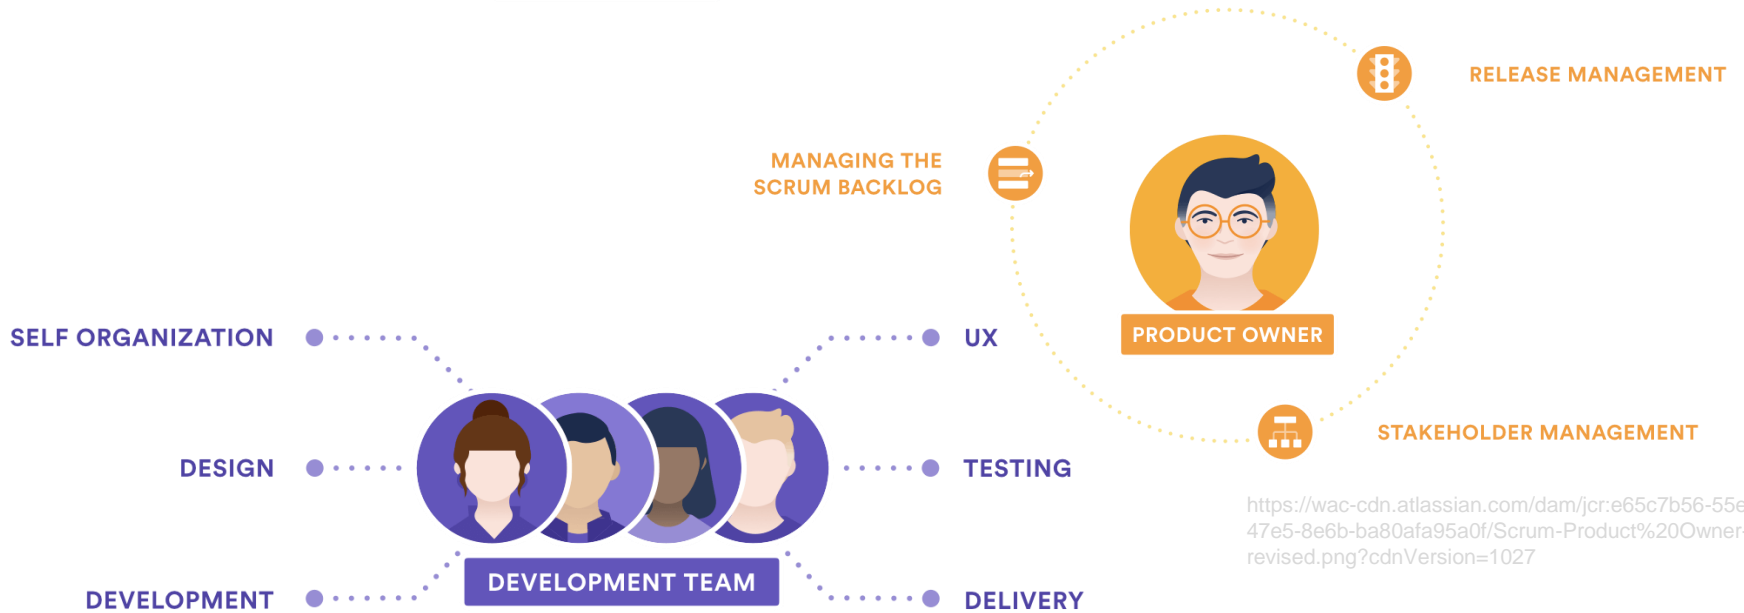 RELEASE MANAGEMENT
MANAGING THE
SCRUM BACKLOG
PRODUCT OWNER
STAKEHOLDER MANAGEMENT
SELF ORGANIZATION
UX
DESIGN
TESTING
DEVELOPMENT
DEVELOPMENT TEAM
DELIVERY
https://wac-cdn.atlassian.com/dam/jcr:e65c7b56-55e
47e5-8e6b-ba80afa95a0f/Scrum-Product%20Owner-
revised.png?cdnVersion=1027